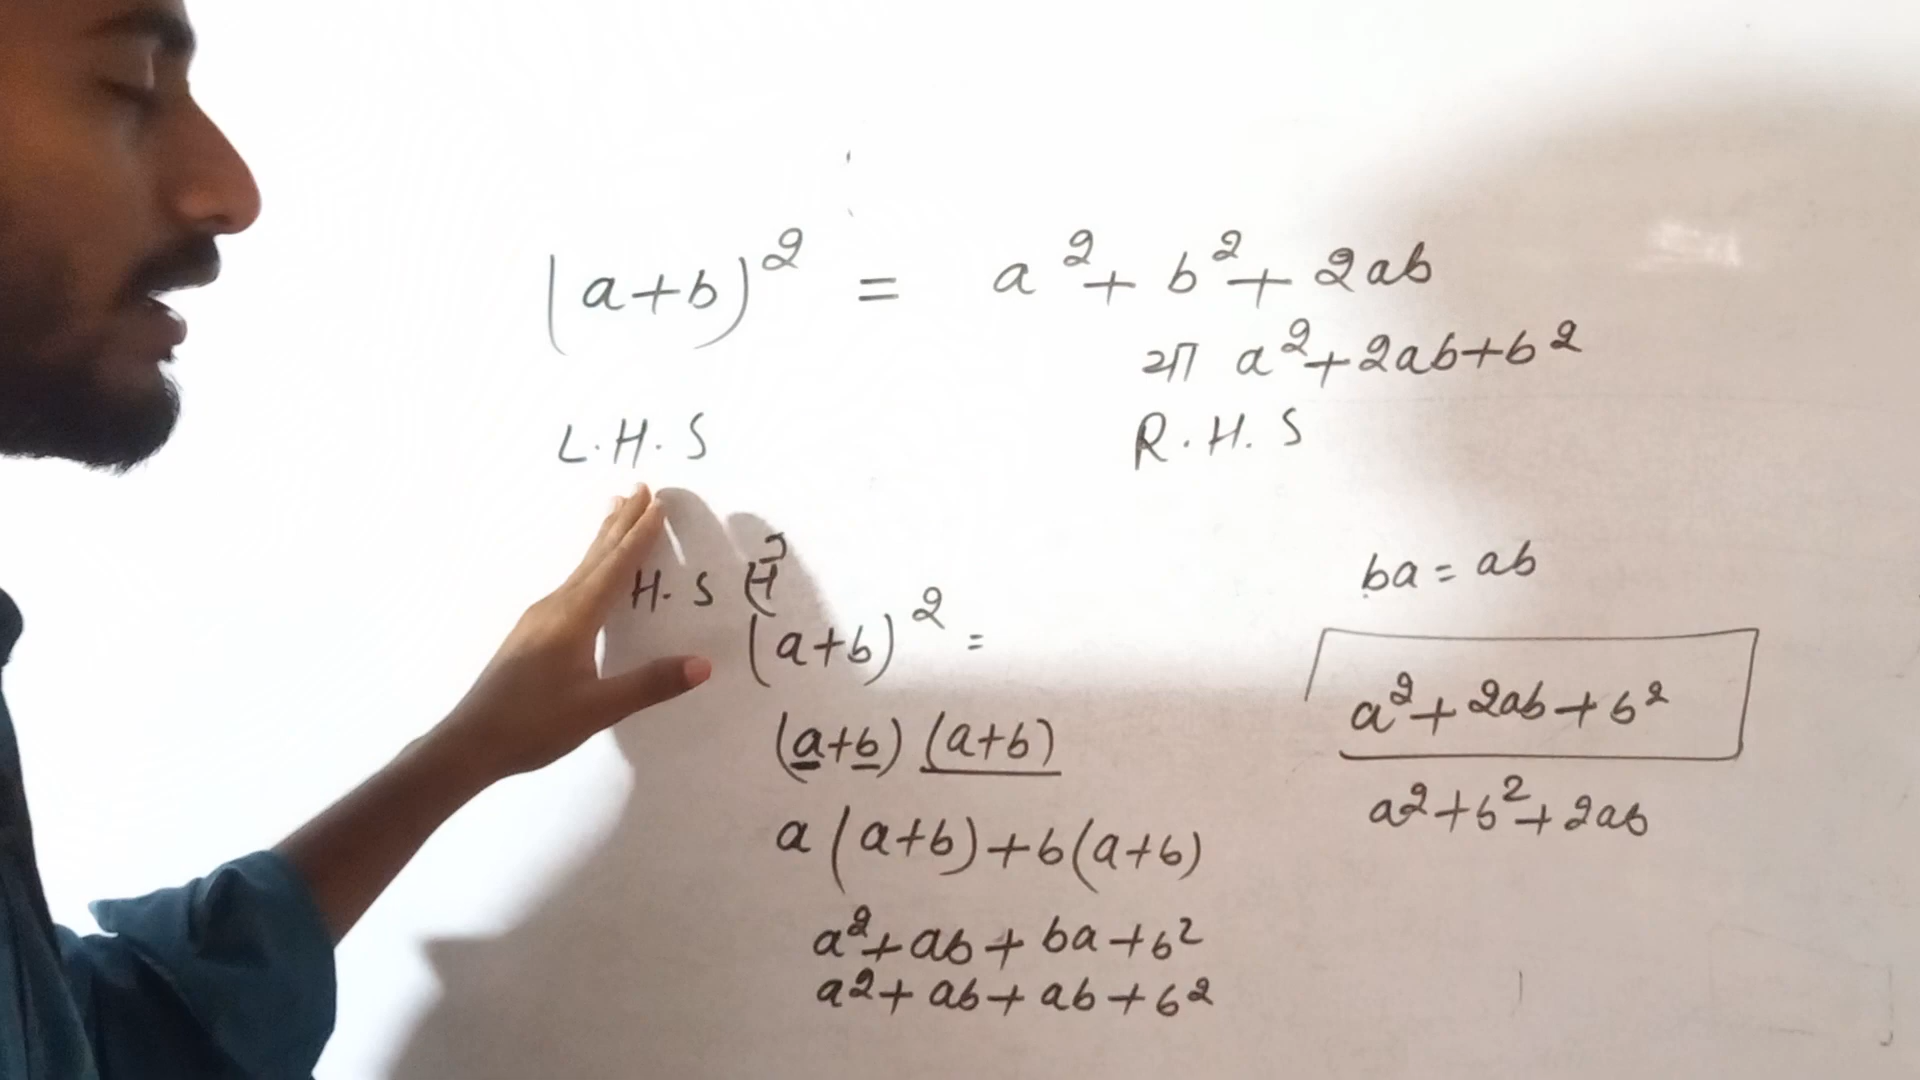 (a+b)² = a² + b² + 2ab
या a²+2ab+b²
L.H.S
R.H.S
H.S से
(a+b)² =
(a+b) (a+b)
a(a+b)+b(a+b)
a²+ab+ba+b²
a²+ab+ab+b²
ba = ab
a²+2ab+b²
a²+b²+2ab